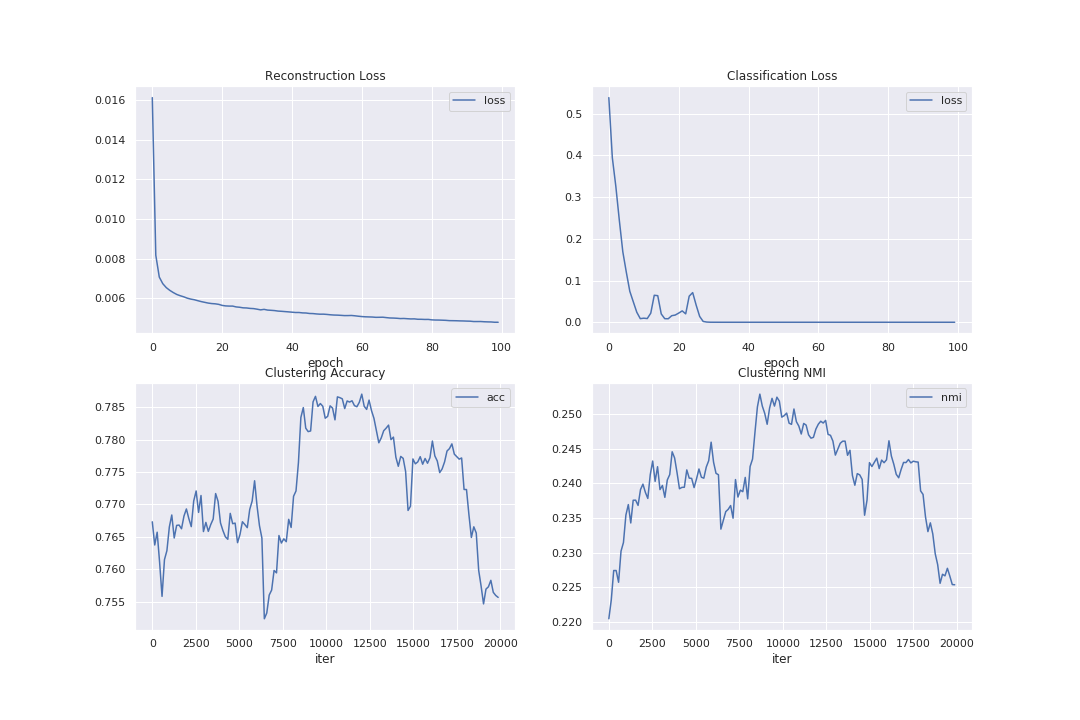 Reconstruction Loss
0.016
0.014
0.012
0.010
0.008
0.006
loss
0 20 40 60 80 100
epoch
Classification Loss
0.5
0.4
0.3
0.2
0.1
0.0
loss
0 20 40 60 80 100
epoch
Clustering Accuracy
0.785
0.780
0.775
0.770
0.765
0.760
0.755
acc
0 2500 5000 7500 10000 12500 15000 17500 20000
iter
Clustering NMI
0.250
0.245
0.240
0.235
0.230
0.225
0.220
nmi
0 2500 5000 7500 10000 12500 15000 17500 20000
iter